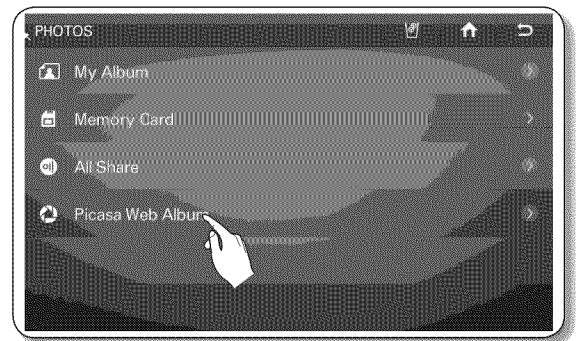 PHOTOS
My Album
Memory Card
All Share
Picasa Web Album